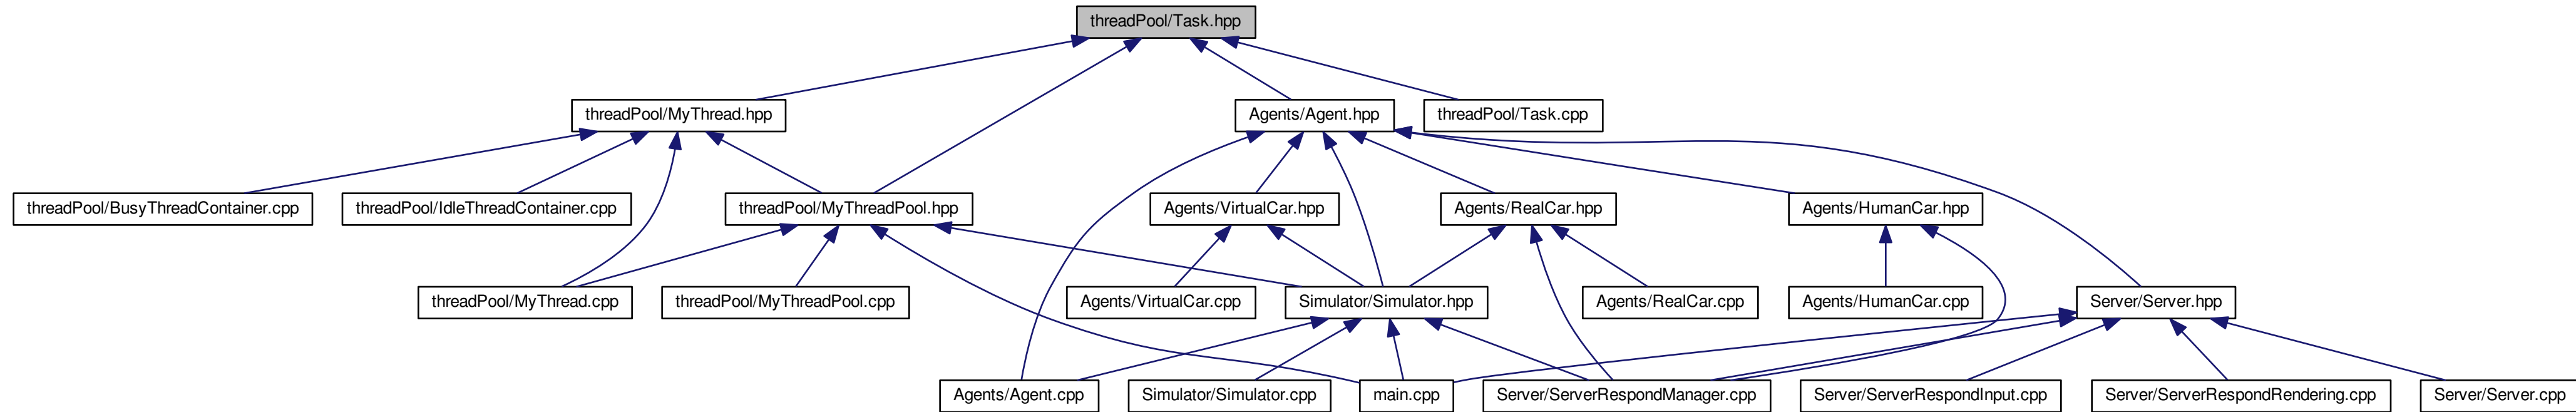 threadPool/Task.hpp
threadPool/MyThread.hpp
Agents/Agent.hpp
threadPool/Task.cpp
threadPool/BusyThreadContainer.cpp
threadPool/IdleThreadContainer.cpp
threadPool/MyThreadPool.hpp
Agents/VirtualCar.hpp
Agents/RealCar.hpp
Agents/HumanCar.hpp
threadPool/MyThread.cpp
threadPool/MyThreadPool.cpp
Agents/VirtualCar.cpp
Simulator/Simulator.hpp
Agents/RealCar.cpp
Agents/HumanCar.cpp
Server/Server.hpp
Agents/Agent.cpp
Simulator/Simulator.cpp
main.cpp
Server/ServerRespondManager.cpp
Server/ServerRespondInput.cpp
Server/ServerRespondRendering.cpp
Server/Server.cpp